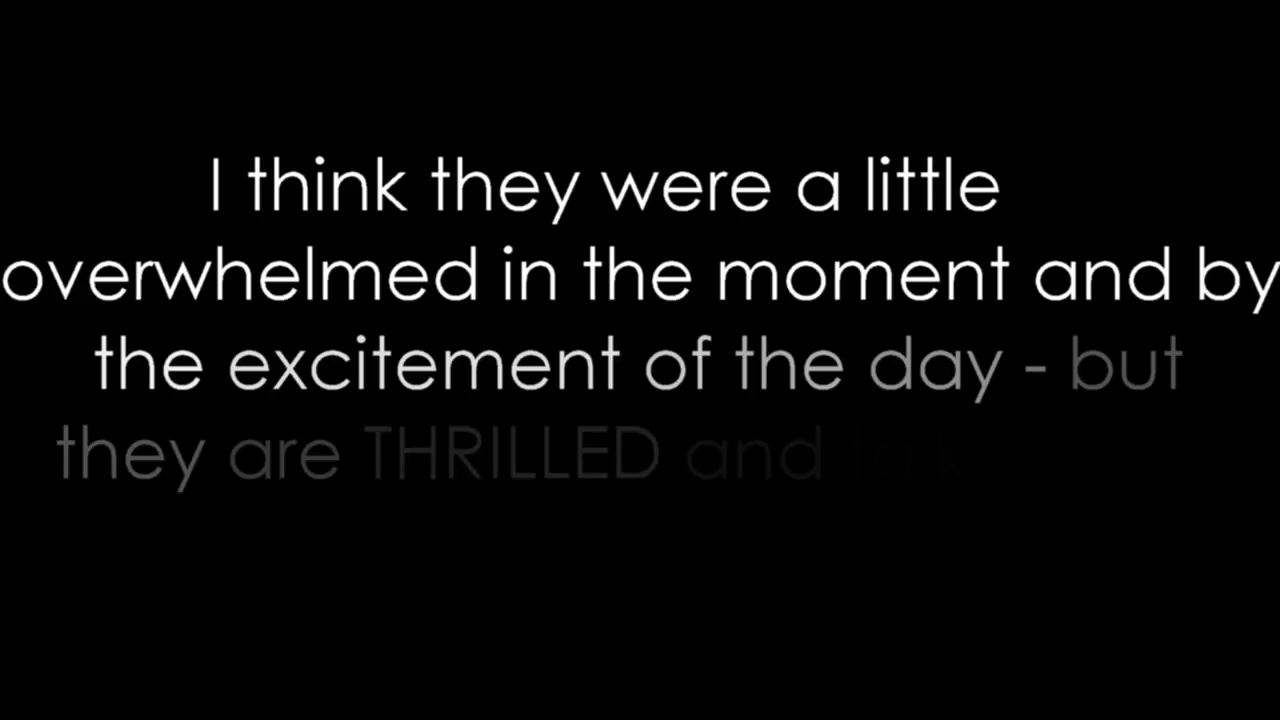 I think they were a little
overwhelmed in the moment and by
the excitement of the day - but
they are THRILLED and talk